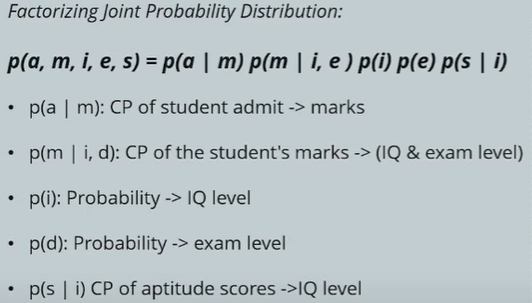 Factorizing Joint Probability Distribution:
p(a, m, i, e, s) = p(a | m) p(m | i, e ) p(i) p(e) p(s | i)
• p(a | m): CP of student admit -> marks
• p(m | i, d): CP of the student's marks -> (IQ & exam level)
• p(i): Probability -> IQ level
• p(d): Probability -> exam level
• p(s | i) CP of aptitude scores ->IQ level